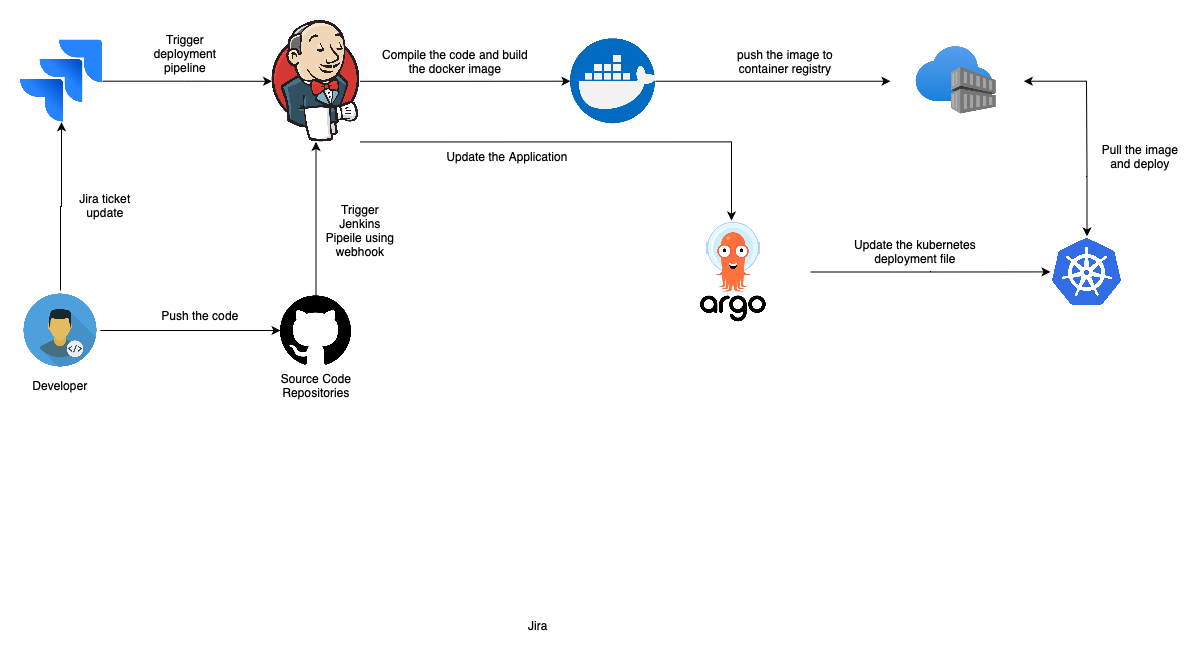 Trigger
deployment
pipeline
Compile the code and build
the docker image
push the image to
container registry
Update the Application
Pull the image
and deploy
Jira ticket
update
Trigger
Jenkins
Pipeile using
webhook
Update the kubernetes
deployment file
argo
Push the code
</>
Developer
Source Code
Repositories
Jira